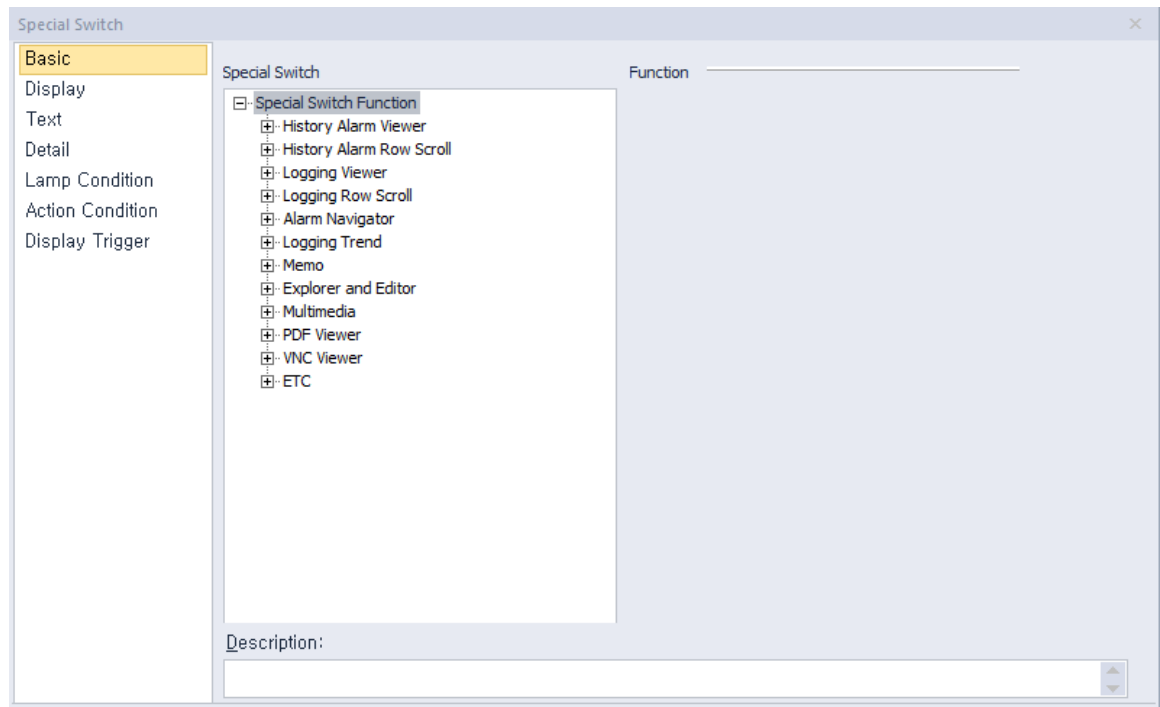 Special Switch
Basic
Display
Text
Detail
Lamp Condition
Action Condition
Display Trigger
Special Switch
Special Switch Function
History Alarm Viewer
History Alarm Row Scroll
Logging Viewer
Logging Row Scroll
Alarm Navigator
Logging Trend
Memo
Explorer and Editor
Multimedia
PDF Viewer
VNC Viewer
ETC
Function
Description: